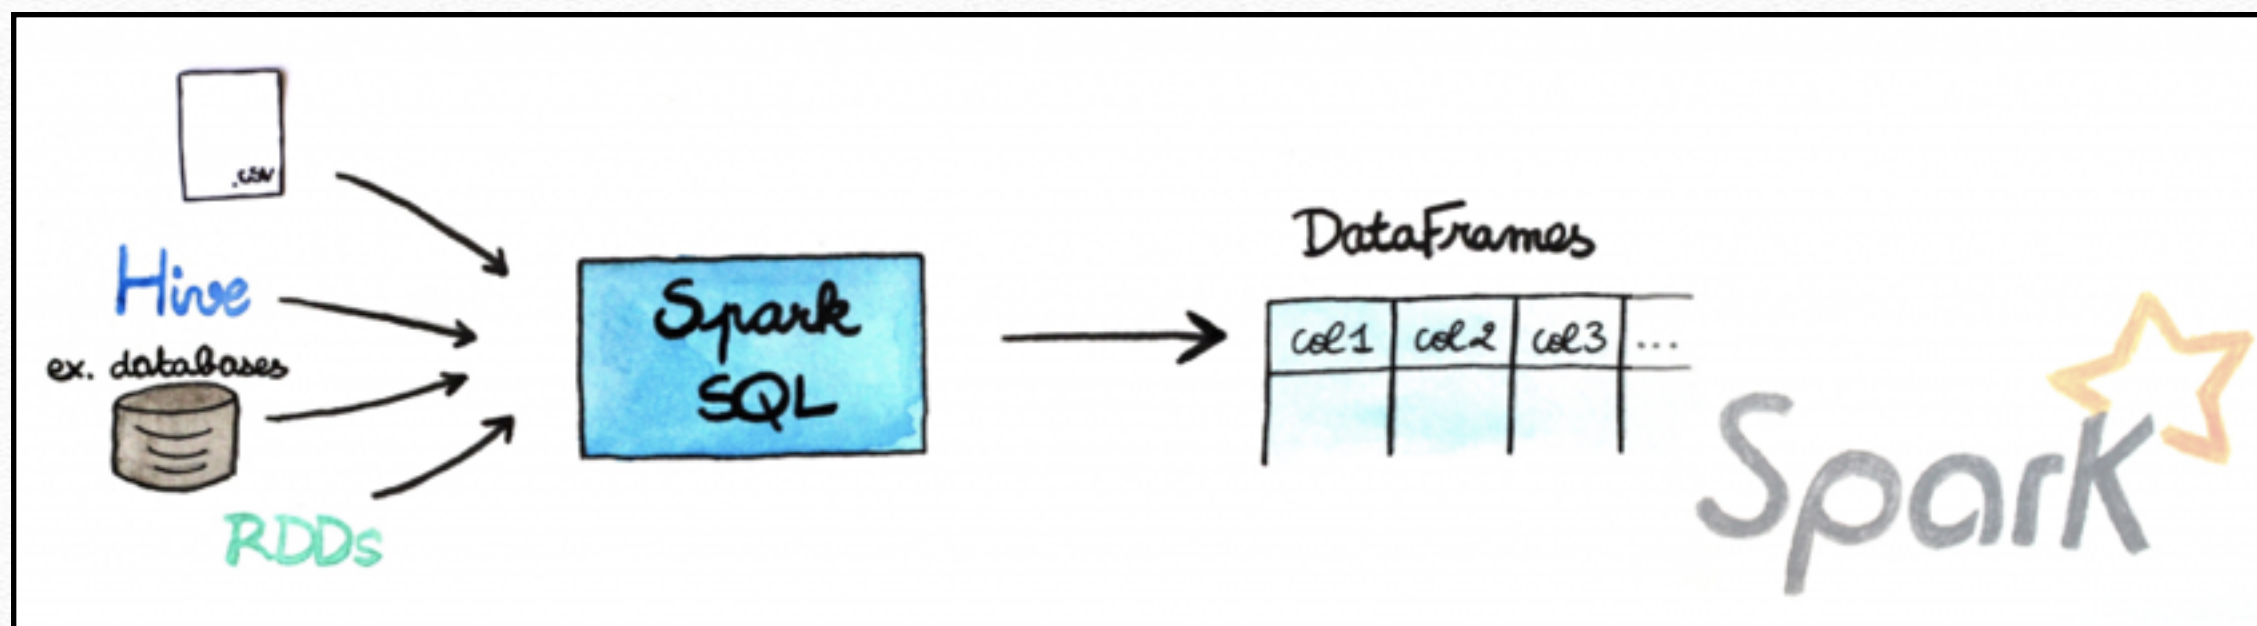 .csv
Hive
ex. databases
RDDs
Spark
SQL
DataFrames
col1 col2 col3 ...
Spark